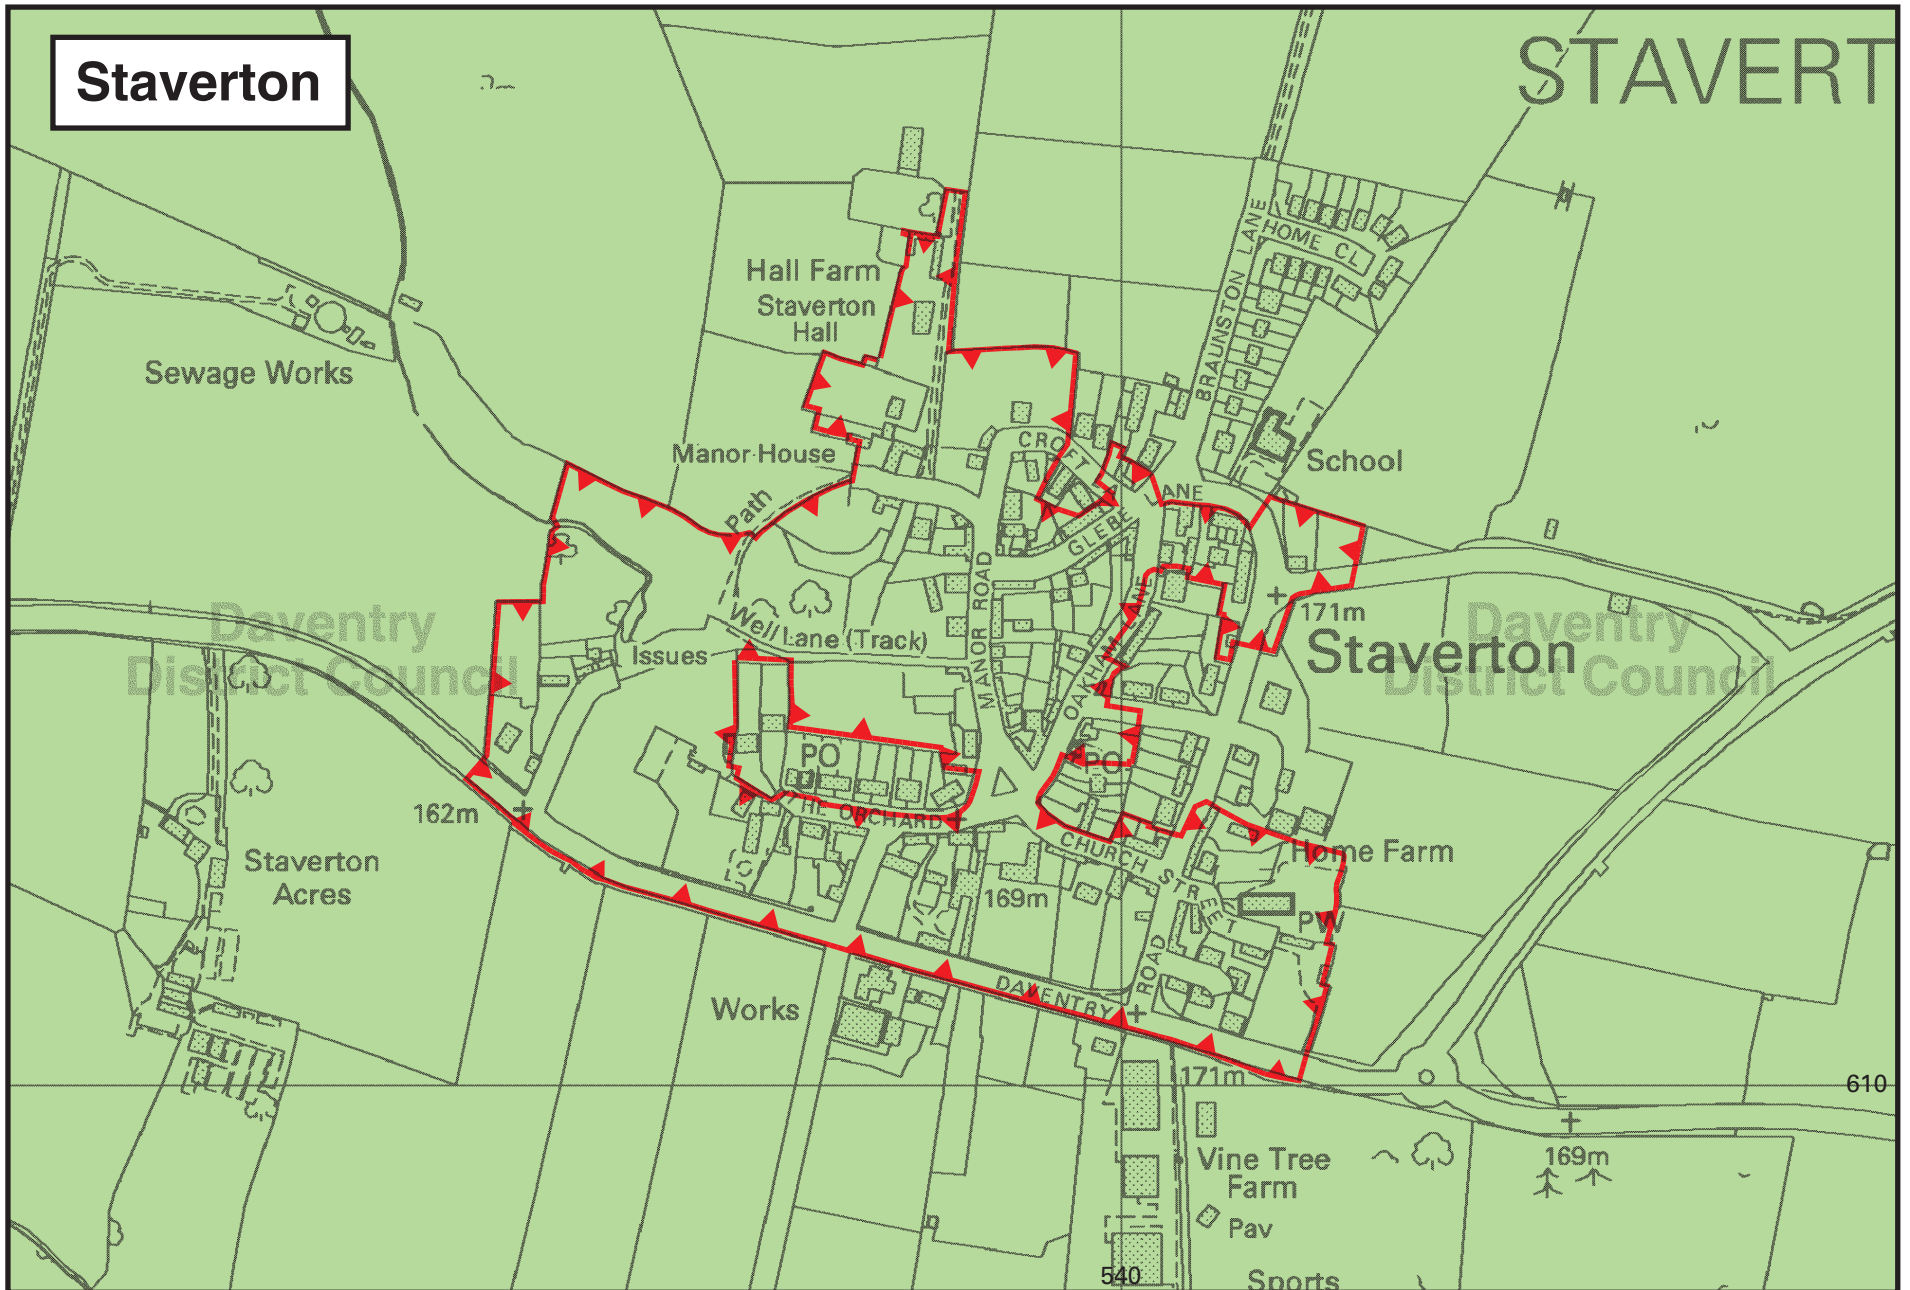 Staverton
STAVERT
BRAUNSTON LANE
HOME CL
Hall Farm
Staverton
Hall
Sewage Works
Manor House
CROFT
School
Path
ANE
GLEBE
Daventry
District Council
Well Lane (Track)
Issues
MANOR ROAD
OAKHAM LANE
171m
Staverton
Daventry
District Council
PO
PO
162m
HE ORCHARD
CHURCH STREET
Home Farm
Staverton
Acres
169m
PW
ROAD
DAVENTRY
Works
171m
610
Vine Tree
Farm
169m
Pav
540
Sports